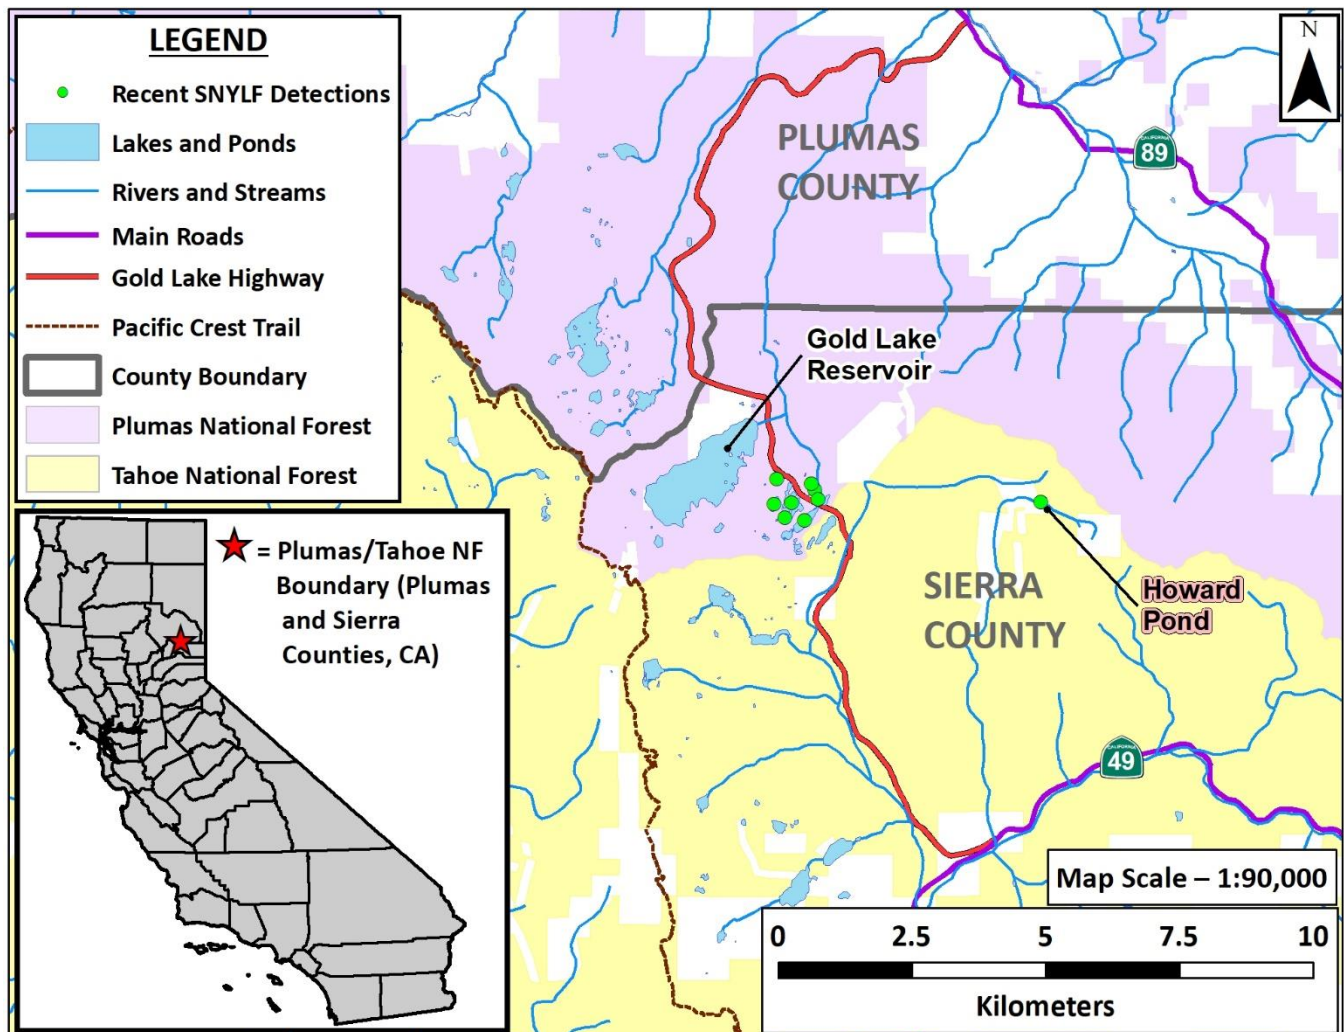 LEGEND
Recent SNYLF Detections
Lakes and Ponds
Rivers and Streams
Main Roads
Gold Lake Highway
Pacific Crest Trail
County Boundary
Plumas National Forest
Tahoe National Forest
= Plumas/Tahoe NF
Boundary (Plumas
and Sierra
Counties, CA)
N
PLUMAS
COUNTY
CALIFORNIA
89
Gold Lake
Reservoir
SIERRA
COUNTY
Howard
Pond
CALIFORNIA
49
Map Scale – 1:90,000
0 2.5 5 7.5 10
Kilometers